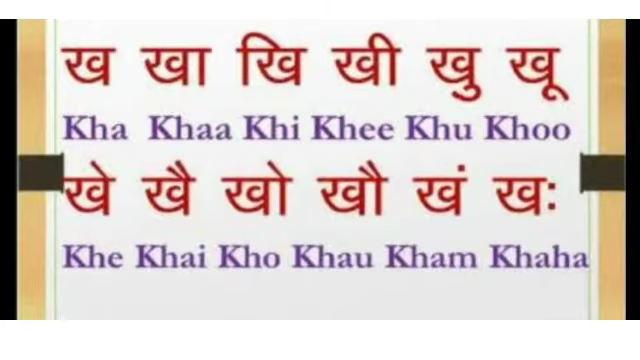 ख खा खि खी खु खू
Kha Khaa Khi Khee Khu Khoo
खे खै खो खौ खं खः
Khe Khai Kho Khau Kham Khaha